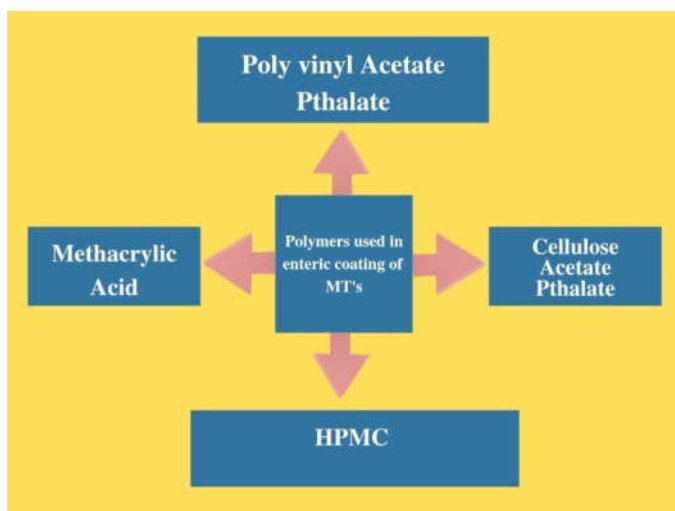 Poly vinyl Acetate
Pthalate
Methacrylic
Acid
Polymers used in
enteric coating of
MT's
Cellulose
Acetate
Pthalate
HPMC